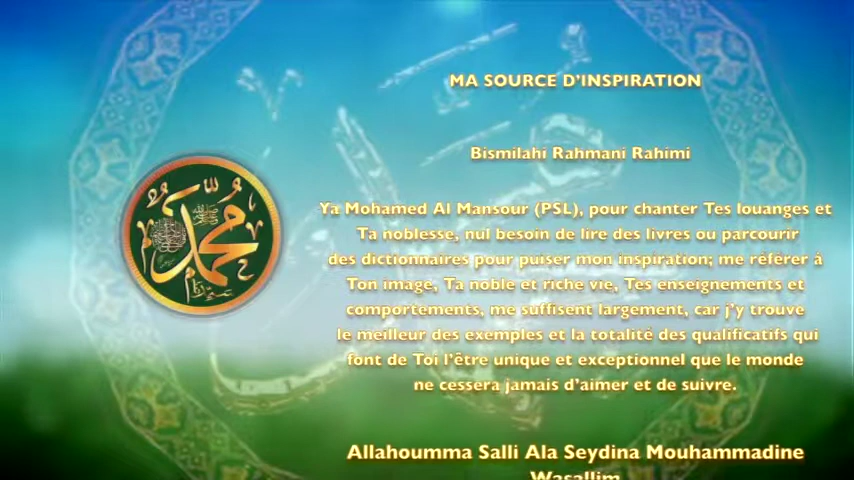 MA SOURCE D'INSPIRATION
Bismilahi Rahmani Rahimi
محمد
Ya Mohamed Al Mansour (PSL), pour chanter Tes louanges et
Ta noblesse, nul besoin de lire des livres ou parcourir
des dictionnaires pour puiser mon inspiration; me référer à
Ton image, Ta noble et riche vie, Tes enseignements et
comportements, me suffisent largement, car j'y trouve
le meilleur des exemples et la totalité des qualificatifs qui
font de Toi l'être unique et exceptionnel que le monde
ne cessera jamais d'aimer et de suivre.
Allahoumma Salli Ala Seydina Mouhammadine
Wasallim